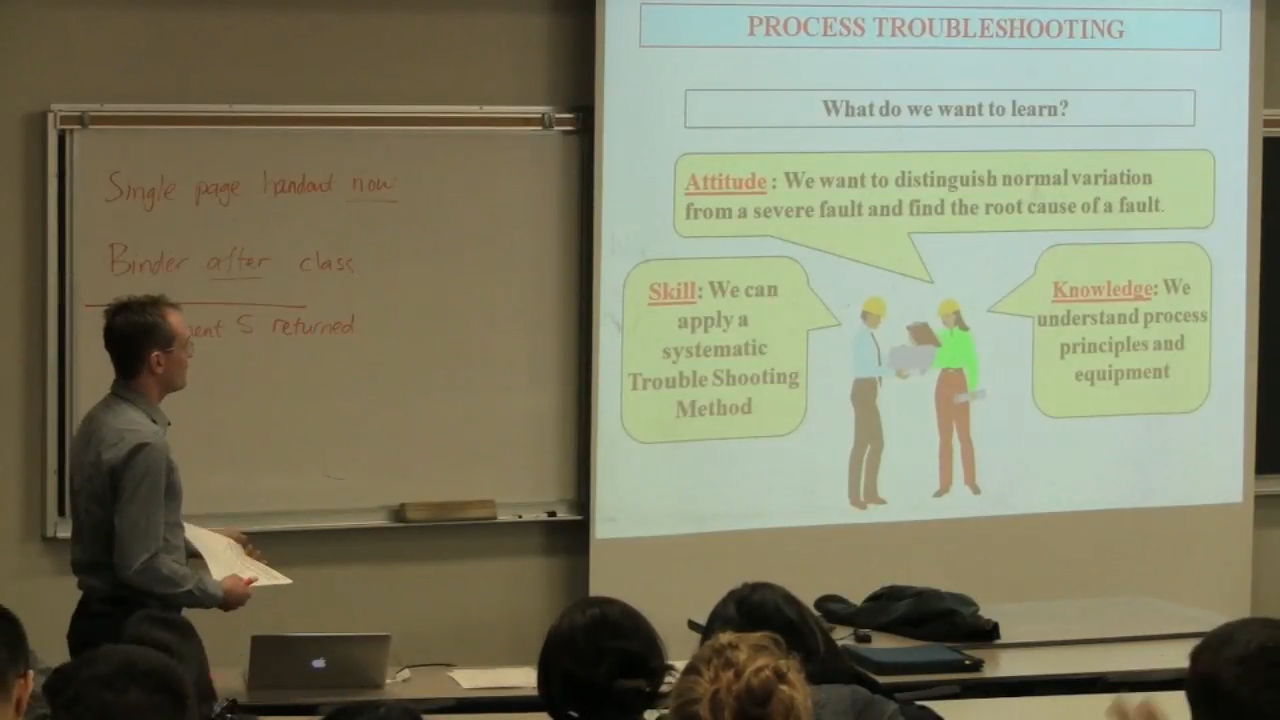 Single page handout now
Binder after class
ent 5 returned
PROCESS TROUBLESHOOTING
What do we want to learn?
Attitude : We want to distinguish normal variation
from a severe fault and find the root cause of a fault.
Skill: We can
apply a
systematic
Trouble Shooting
Method
Knowledge: We
understand process
principles and
equipment